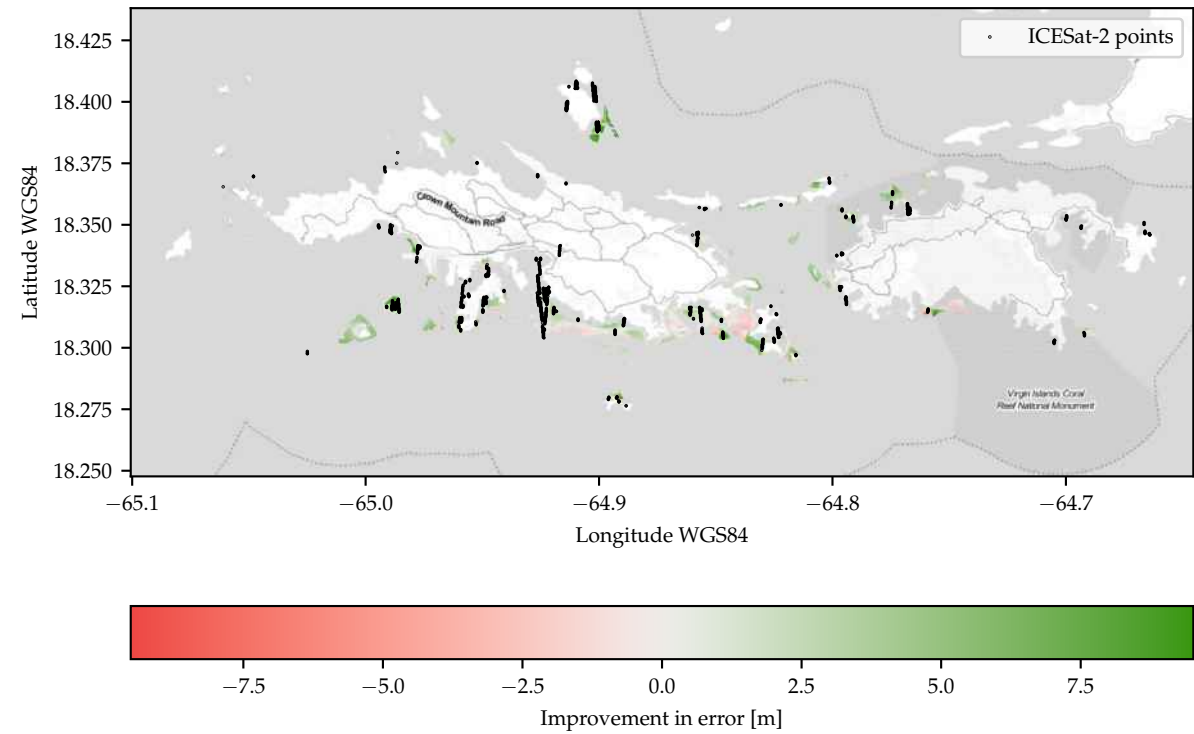 ICESat-2 points
18.425
18.400
18.375
18.350
18.325
18.300
18.275
18.250
Latitude WGS84
Crown Mountain Road
Virgin Islands Coral
Reef National Monument
−65.1
−65.0
−64.9
−64.8
−64.7
Longitude WGS84
−7.5
−5.0
−2.5
0.0
2.5
5.0
7.5
Improvement in error [m]